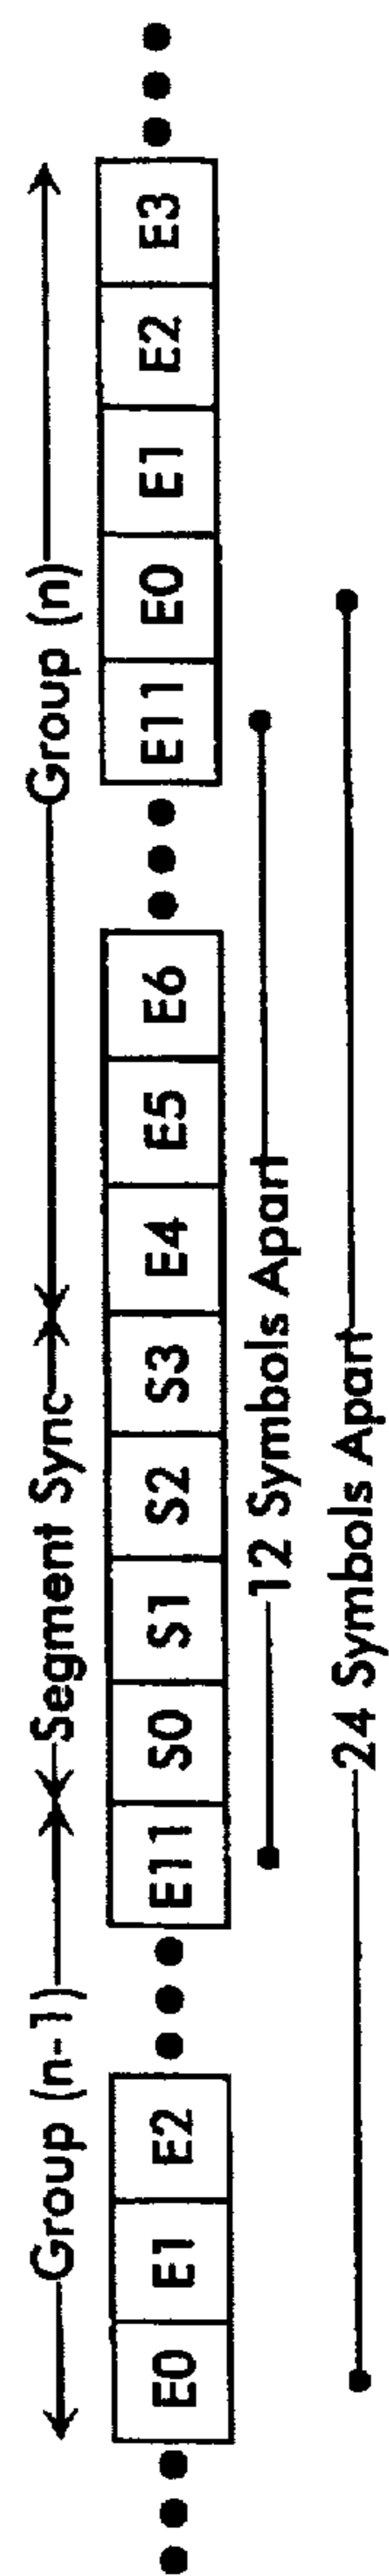 Group (n-1) Segment Sync Group (n)
E0 E1 E2 E11 S0 S1 S2 S3 E4 E5 E6 E11 E0 E1 E2 E3
12 Symbols Apart
24 Symbols Apart